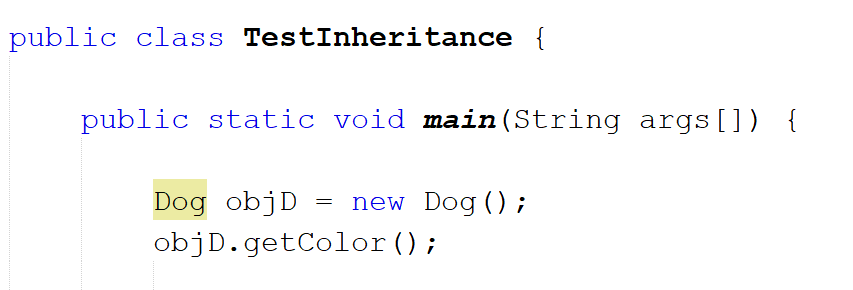 public class TestInheritance {
public static void main(String args[]) {
Dog objD = new Dog();
objD.getColor();